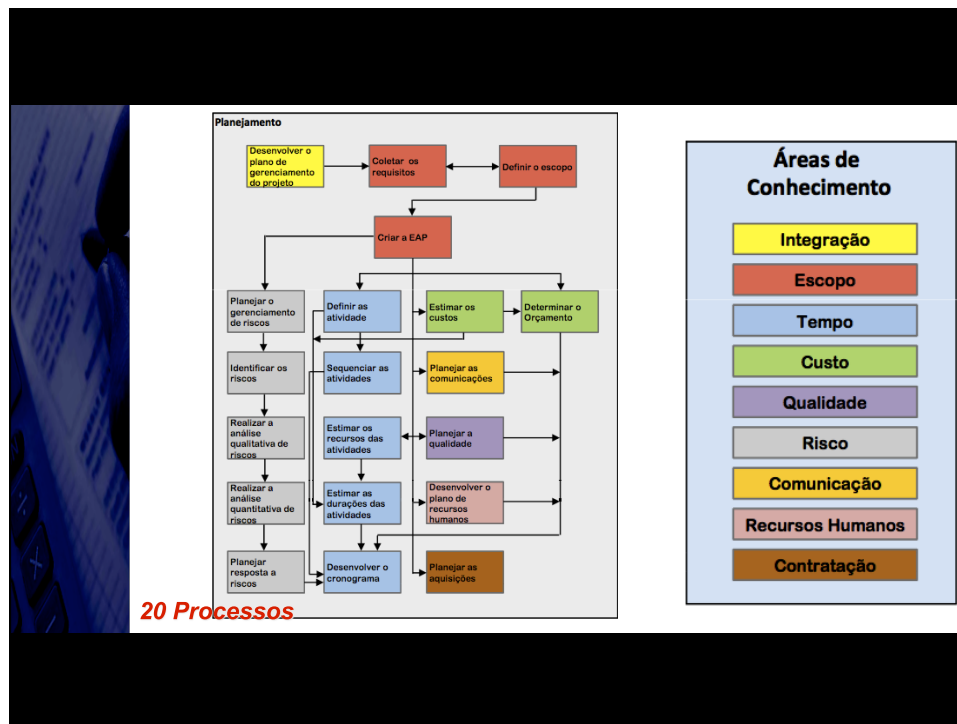 Planejamento
Desenvolver o
plano de
gerenciamento
do projeto
Coletar os
requísitos
Definir o escopo
Criar a EAP
Planejar o
gerenciamento
de riscos
Definir as
atividade
Estimar os
custos
Determinar o
Orçamento
Identificar os
riscos
Sequenciar as
atividades
Planejar as
comunicações
Realizar a
análise
qualitativa de
riscos
Estimar os
recursos das
atividades
Planejar a
qualidade
Realizar a
análise
quantitativa de
riscos
Estimar as
durações das
atividades
Desenvolver o
plano de
recursos
humanos
Planejar
resposta a
riscos
Desenvolver o
cronograma
Planejar as
aquisições
20 Processos
Áreas de
Conhecimento
Integração
Escopo
Tempo
Custo
Qualidade
Risco
Comunicação
Recursos Humanos
Contratação